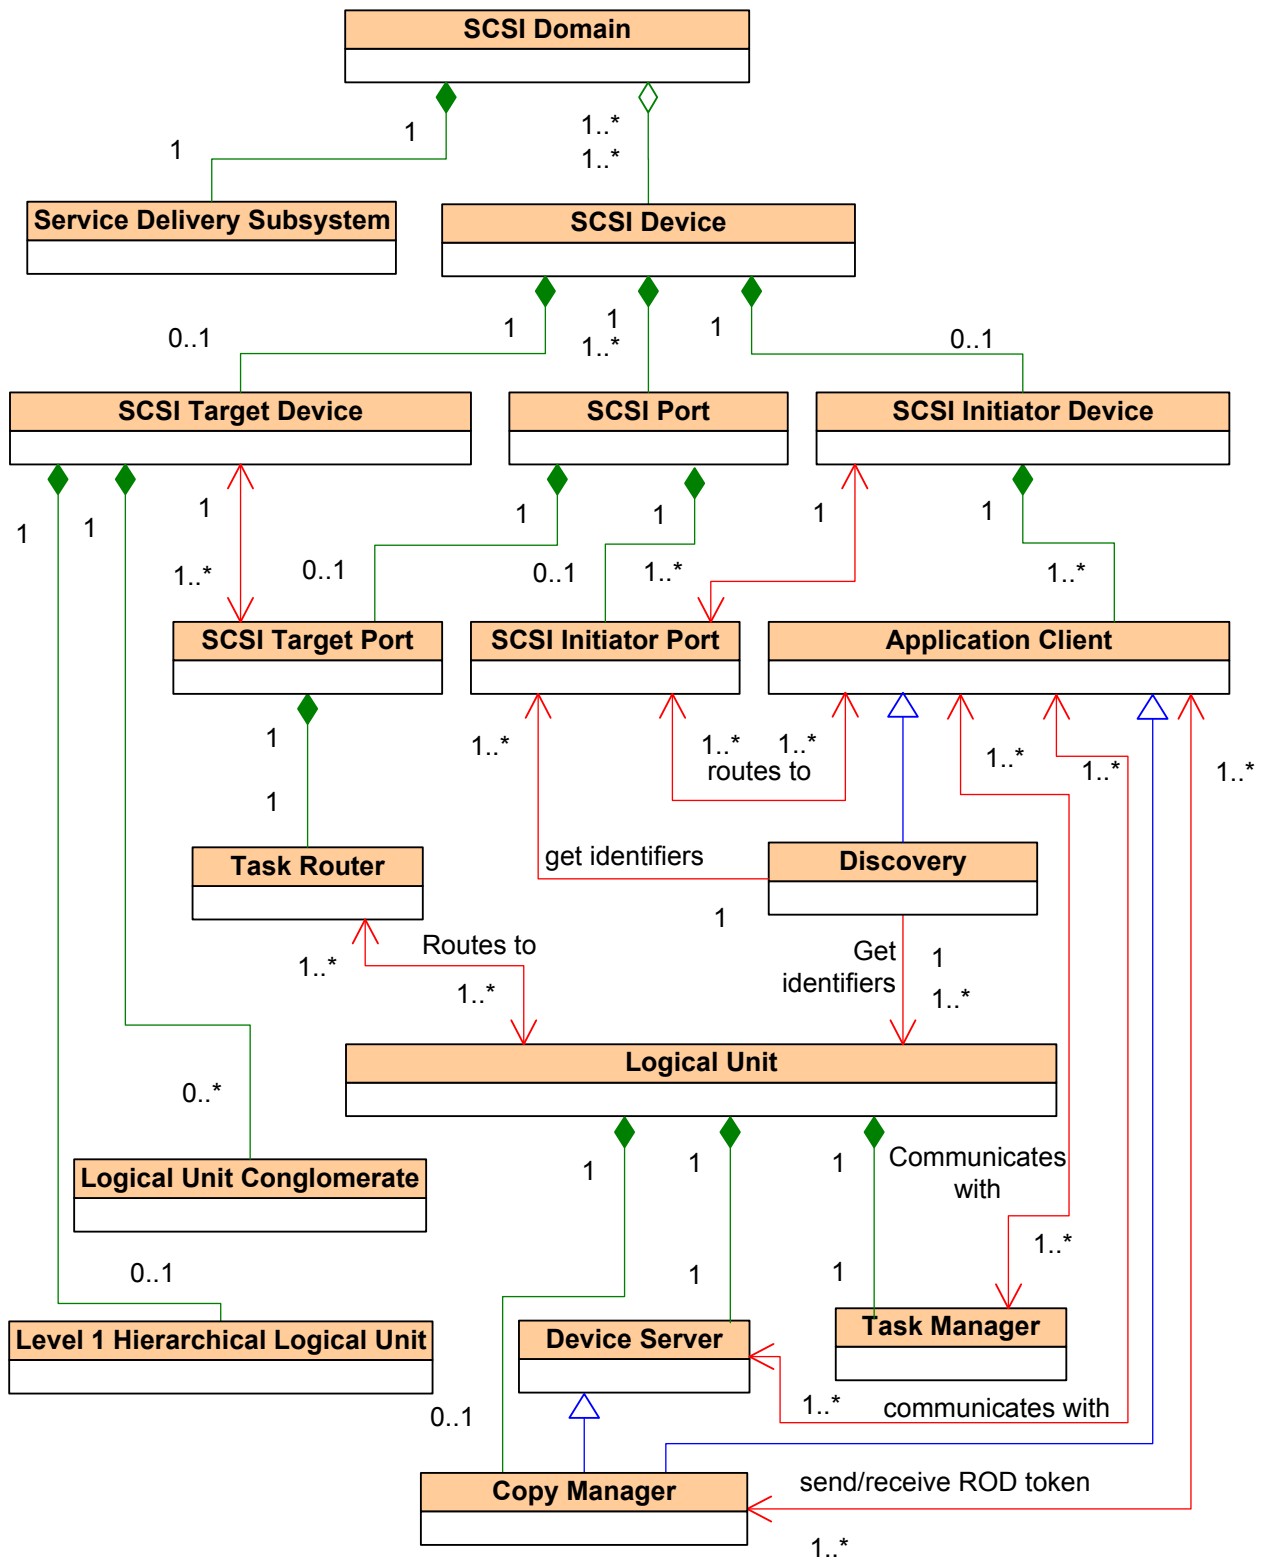 SCSI Domain
1
1..*
1
1..*
Service Delivery Subsystem
SCSI Device
1
1
1
0..1
1..*
0..1
SCSI Target Device
SCSI Port
SCSI Initiator Device
1
1
1
1
1
1
1
1..*
0..1
0..1
1..*
1..*
SCSI Target Port
SCSI Initiator Port
Application Client
1
1..*
1..*
1..*
1..*
1..*
1..*
routes to
1
Task Router
get identifiers
Discovery
1
Routes to
1..*
1..*
Get
identifiers
1
1..*
Logical Unit
0..*
1
1
1
Communicates
with
Logical Unit Conglomerate
1..*
0..1
1
1
Level 1 Hierarchical Logical Unit
Device Server
Task Manager
0..1
1..*
communicates with
Copy Manager
send/receive ROD token
1..*